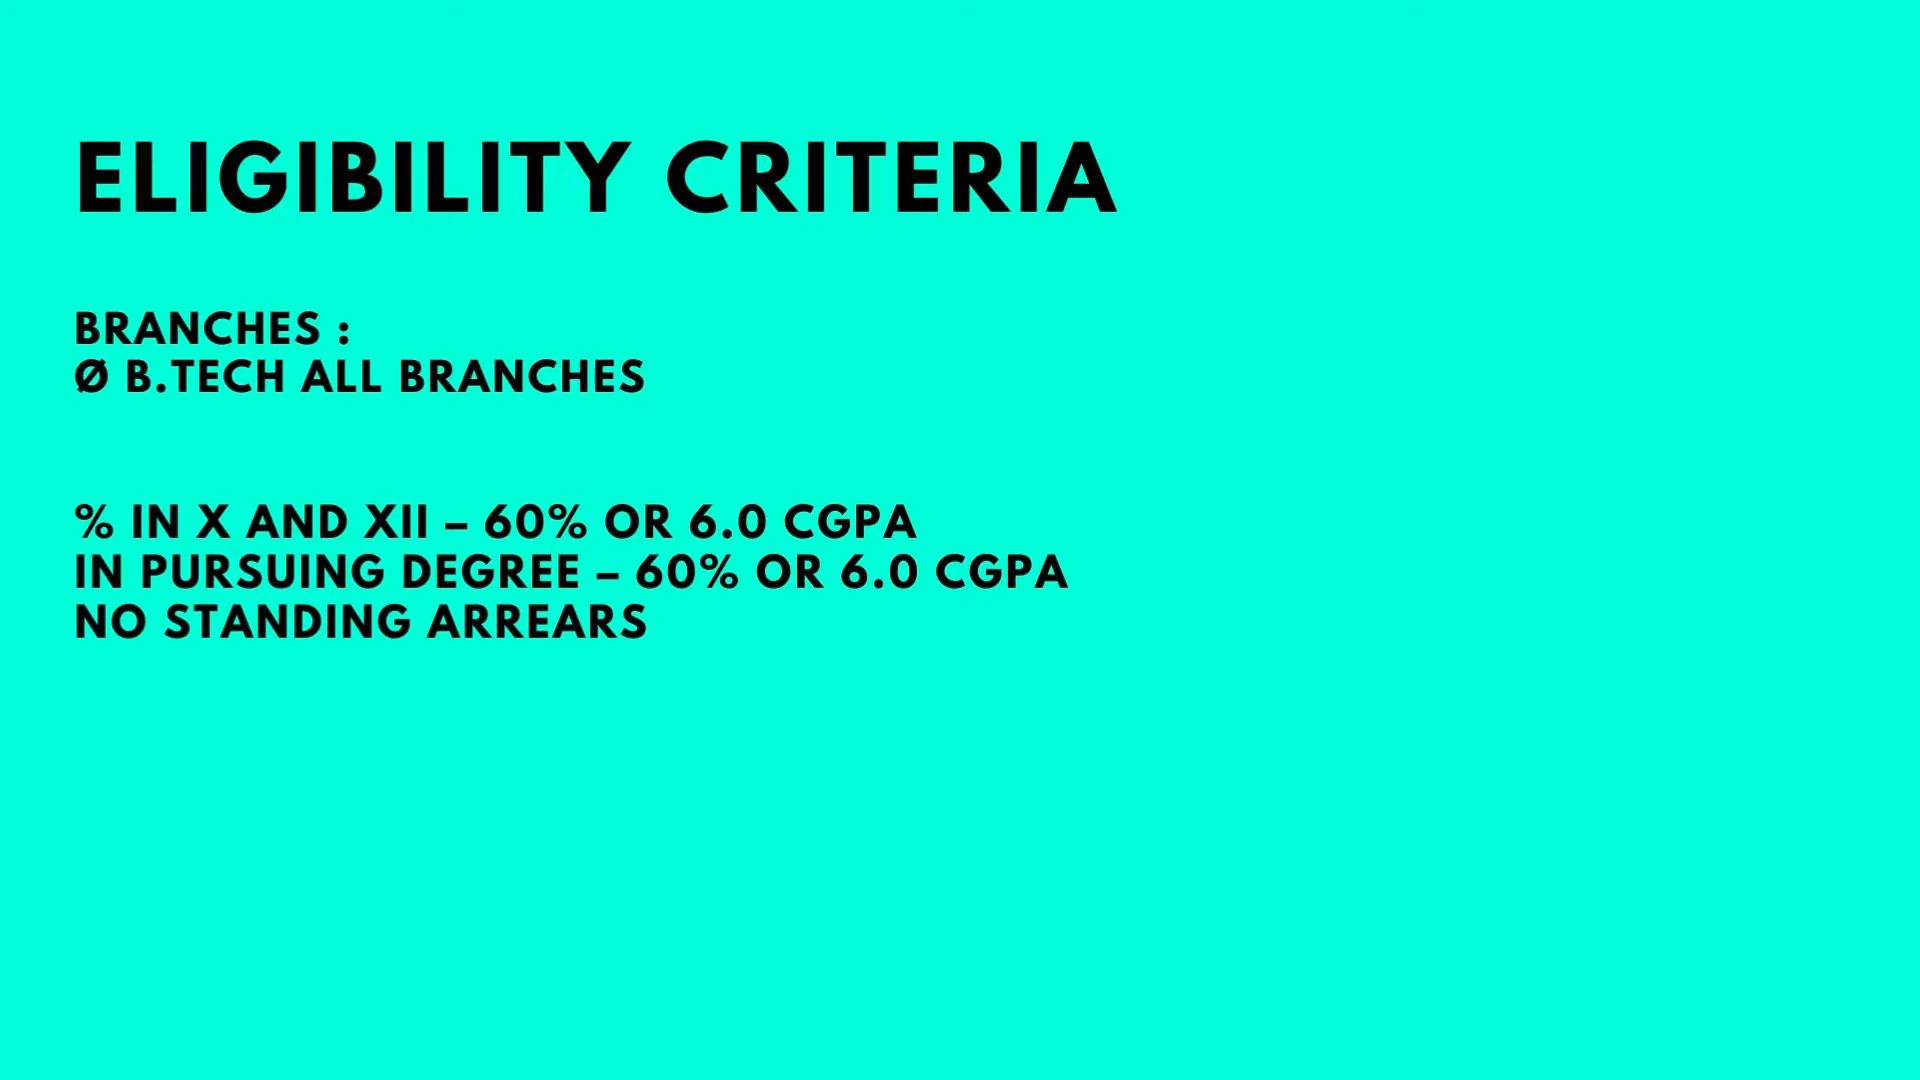 ELIGIBILITY CRITERIA
BRANCHES :
Ø B.TECH ALL BRANCHES
% IN X AND XII – 60% OR 6.0 CGPA
IN PURSUING DEGREE – 60% OR 6.0 CGPA
NO STANDING ARREARS